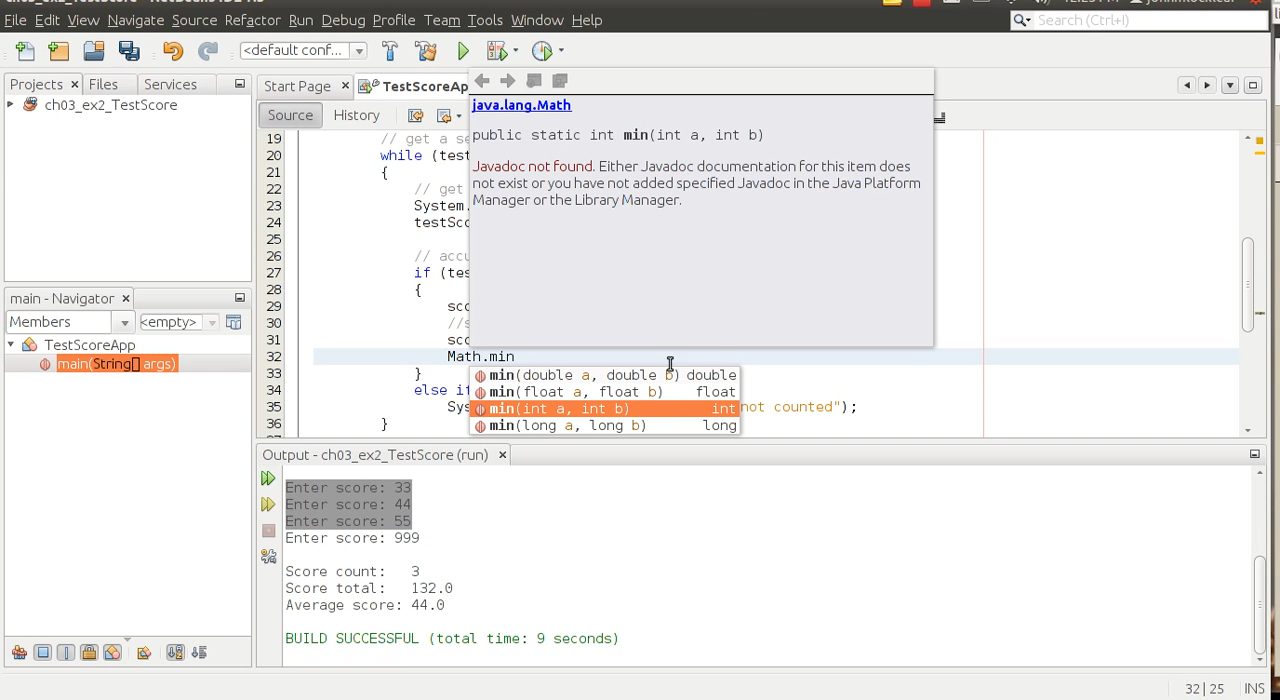 File Edit View Navigate Source Refactor Run Debug Profile Team Tools Window Help
Search (Ctrl+I)
<default conf...
Projects Files Services
Start Page TestScoreAp
ch03_ex2_TestScore
Source History
java.lang.Math
public static int min(int a, int b)
Javadoc not found. Either Javadoc documentation for this item does
not exist or you have not added specified Javadoc in the Java Platform
Manager or the Library Manager.
19 // get a se
20 while (test
21 {
22 // get
23 System.
24 testSco
25
26 // accu
27 if (tes
28 {
29 sco
30 //s
31 sco
32 Math.min
33 }
34 else if
35 Sys not counted");
36 }
min(double a, double b) double
min(float a, float b) float
min(int a, int b) int
min(long a, long b) long
main - Navigator
Members <empty>
TestScoreApp
main(String[] args)
Output - ch03_ex2_TestScore (run)
Enter score: 33
Enter score: 44
Enter score: 55
Enter score: 999
Score count: 3
Score total: 132.0
Average score: 44.0
BUILD SUCCESSFUL (total time: 9 seconds)
32|25 INS